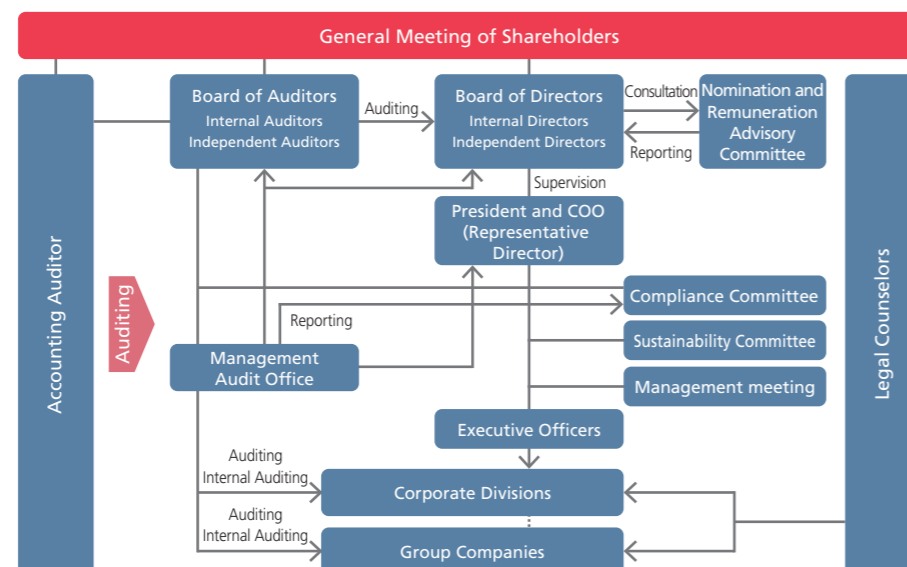 General Meeting of Shareholders
Board of Auditors
Internal Auditors
Independent Auditors
Auditing
Board of Directors
Internal Directors
Independent Directors
Consultation
Reporting
Nomination and
Remuneration
Advisory
Committee
Supervision
President and COO
(Representative
Director)
Accounting Auditor
Auditing
Legal Counselors
Compliance Committee
Reporting
Sustainability Committee
Management
Audit Office
Management meeting
Executive Officers
Auditing
Internal Auditing
Corporate Divisions
Auditing
Internal Auditing
Group Companies